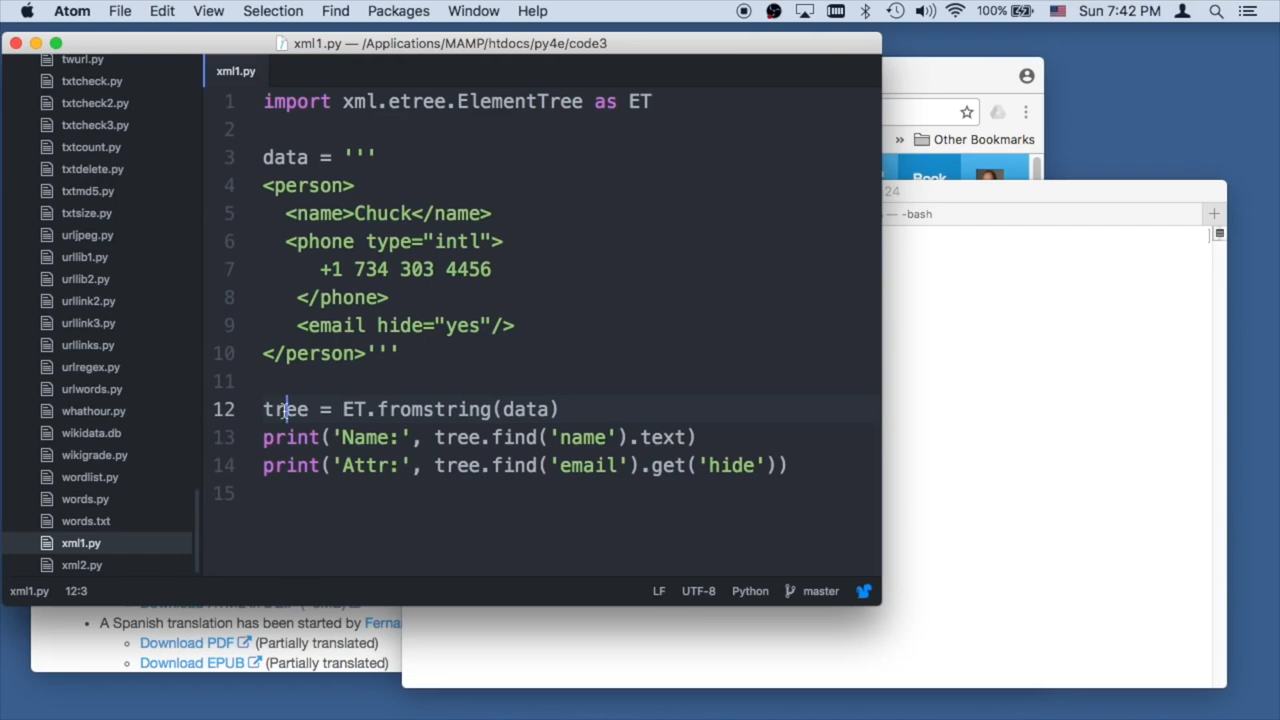 Atom File Edit View Selection Find Packages Window Help 100% Sun 7:42 PM
xml1.py — /Applications/MAMP/htdocs/py4e/code3
twurl.py
txtcheck.py
txtcheck2.py
txtcheck3.py
txtcount.py
txtdelete.py
txtmd5.py
txtsize.py
urljpeg.py
urllib1.py
urllib2.py
urllink2.py
urllink3.py
urllinks.py
urlregex.py
urlwords.py
whathour.py
wikidata.db
wikigrade.py
wordlist.py
words.py
words.txt
xml1.py
xml2.py
xml1.py
1 import xml.etree.ElementTree as ET
2
3 data = '''
4 <person>
5   <name>Chuck</name>
6   <phone type="intl">
7      +1 734 303 4456
8    </phone>
9    <email hide="yes"/>
10 </person>'''
11
12 tree = ET.fromstring(data)
13 print('Name:', tree.find('name').text)
14 print('Attr:', tree.find('email').get('hide'))
15
xml1.py 12:3 LF UTF-8 Python master
» Other Bookmarks
Book
24
— -bash
A Spanish translation has been started by Ferna
Download PDF (Partially translated)
Download EPUB (Partially translated)